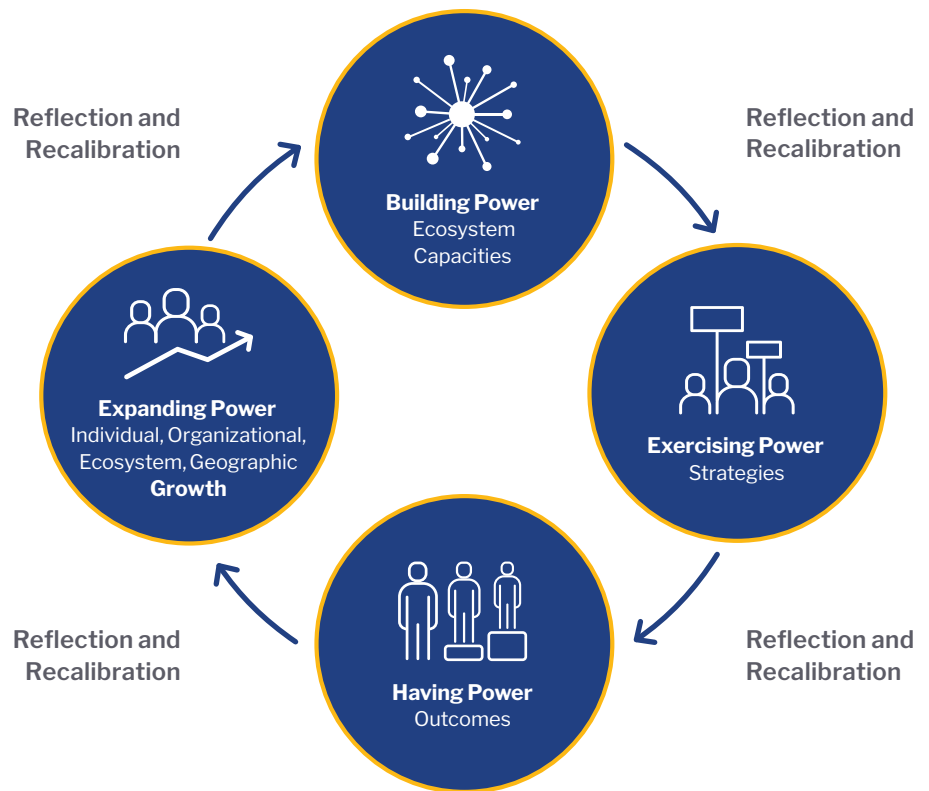 Reflection and
Recalibration
Building Power
Ecosystem
Capacities
Reflection and
Recalibration
Expanding Power
Individual, Organizational,
Ecosystem, Geographic
Growth
Exercising Power
Strategies
Reflection and
Recalibration
Having Power
Outcomes
Reflection and
Recalibration